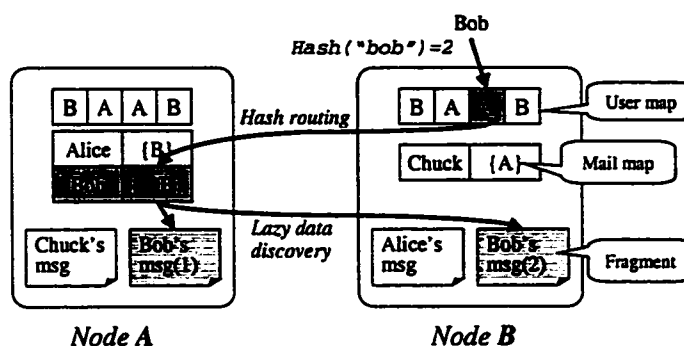 Bob
Hash("bob")=2
B A A B
B A B
User map
Hash routing
Alice {B}
Bob
Chuck {A}
Mail map
Lazy data
discovery
Chuck's
msg
Bob's
msg(1)
Alice's
msg
Bob's
msg(2)
Fragment
Node A
Node B